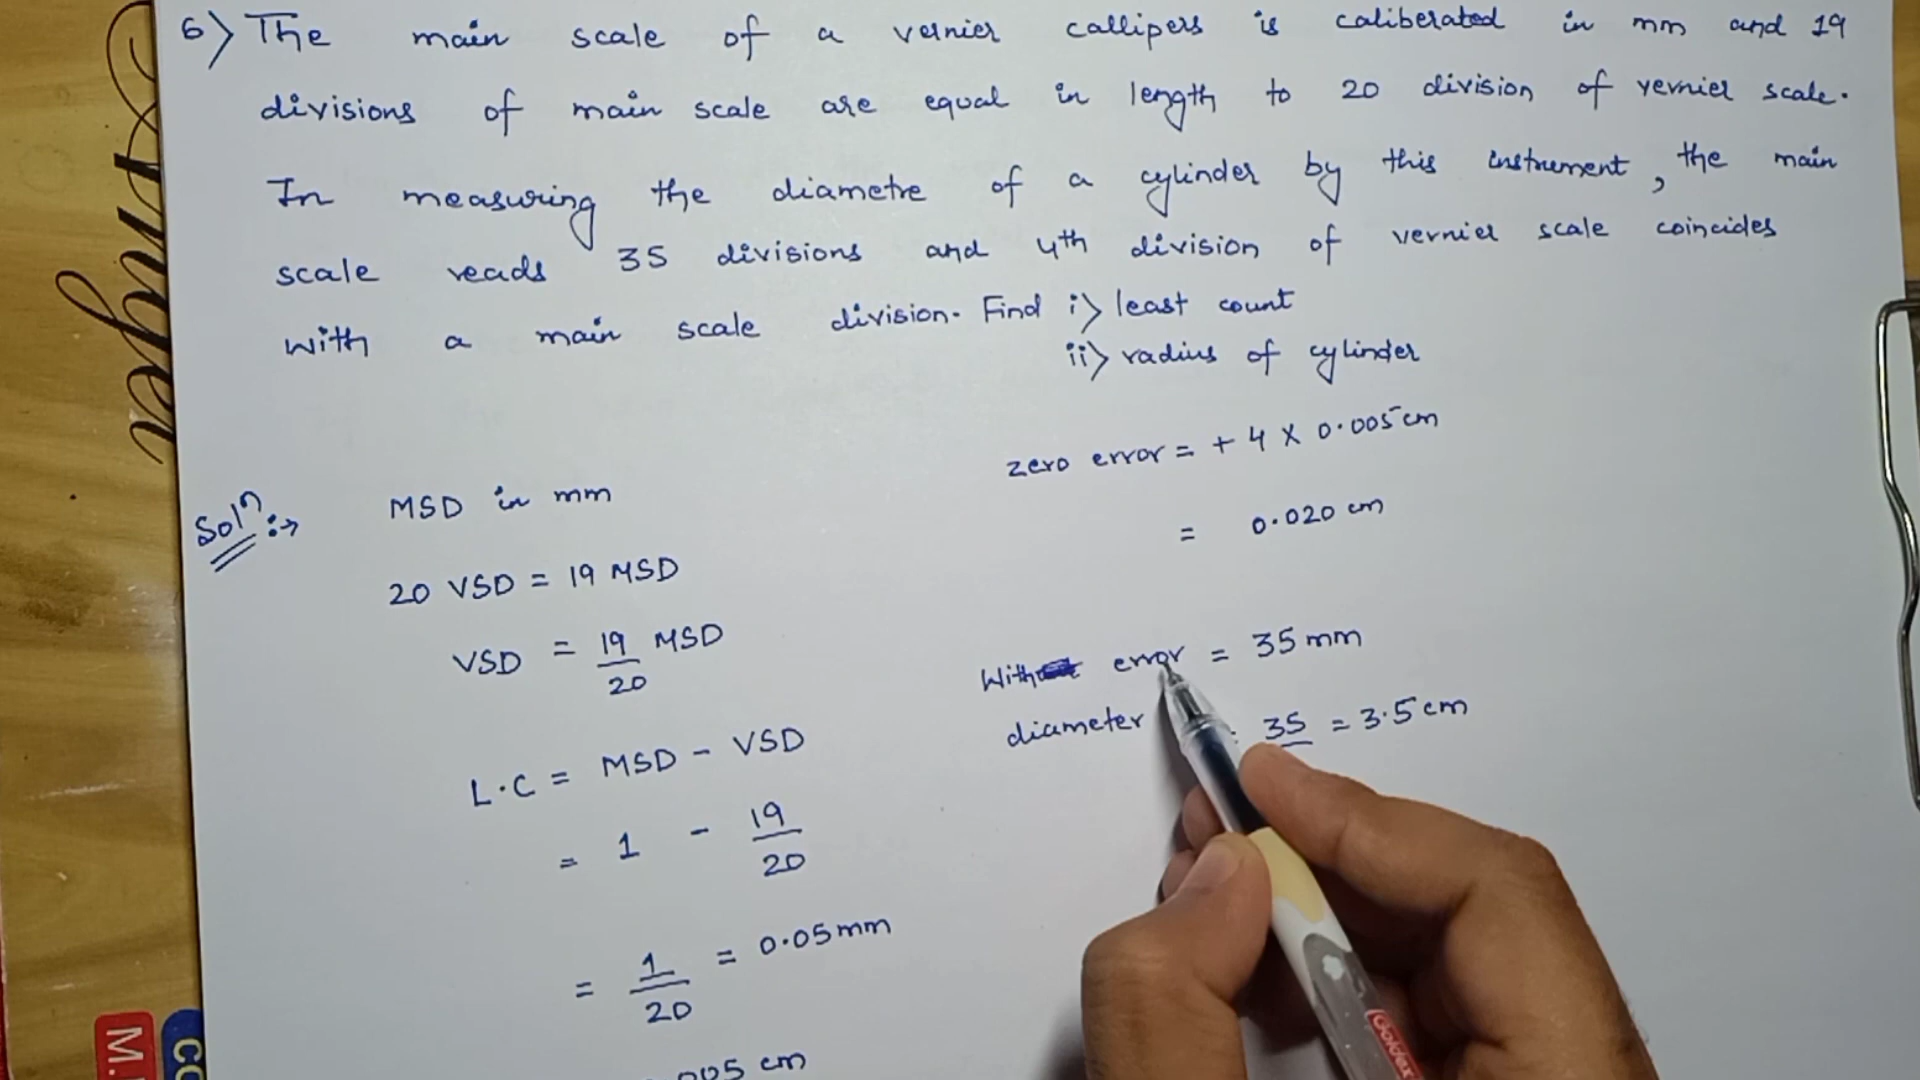 6) The main scale of a vernier callipers is caliberated in mm and 19
divisions of main scale are equal in length to 20 division of vernier scale.
In measuring the diametre of a cylinder by this instrument, the main
scale reads 35 divisions and 4th division of vernier scale coincides
with a main scale division. Find i) least count
ii) radius of cylinder
Soln :->
MSD in mm
20 VSD = 19 MSD
VSD = 19/20 MSD
L.C = MSD - VSD
= 1 - 19/20
= 1/20 = 0.05 mm
.005 cm
zero error = + 4 X 0.005 cm
= 0.020 cm
With error = 35 mm
diameter 35 = 3.5 cm
Goldex
M.
CO